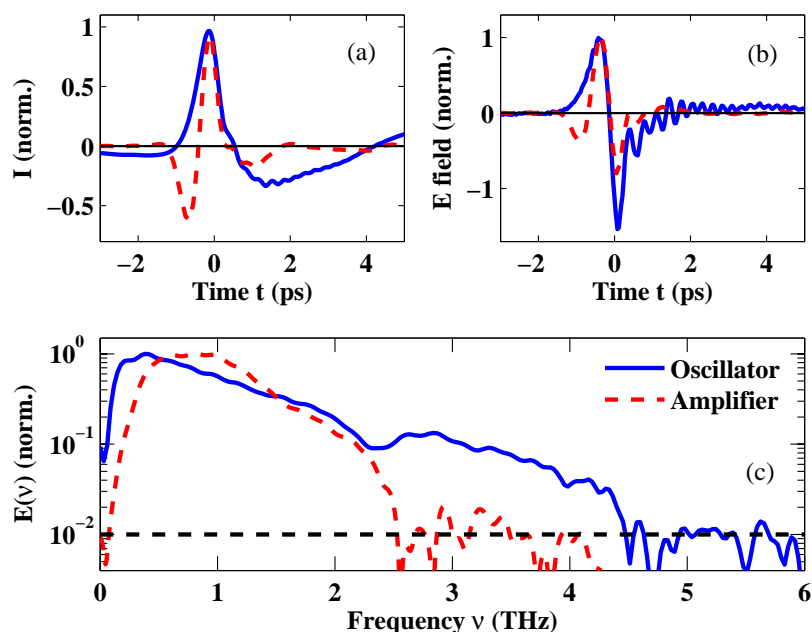 (a)
1
0.5
0
−0.5
I (norm.)
−2 0 2 4
Time t (ps)
(b)
1
0
−1
E field (norm.)
−2 0 2 4
Time t (ps)
10^0
10^-1
10^-2
E(ν) (norm.)
Oscillator
Amplifier
(c)
0 1 2 3 4 5 6
Frequency ν (THz)